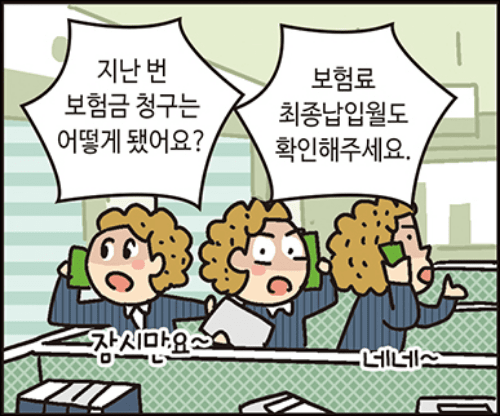 지난 번
보험금 청구는
어떻게 됐어요?
보험료
최종납입월도
확인해주세요.
잠시만요~
네네~